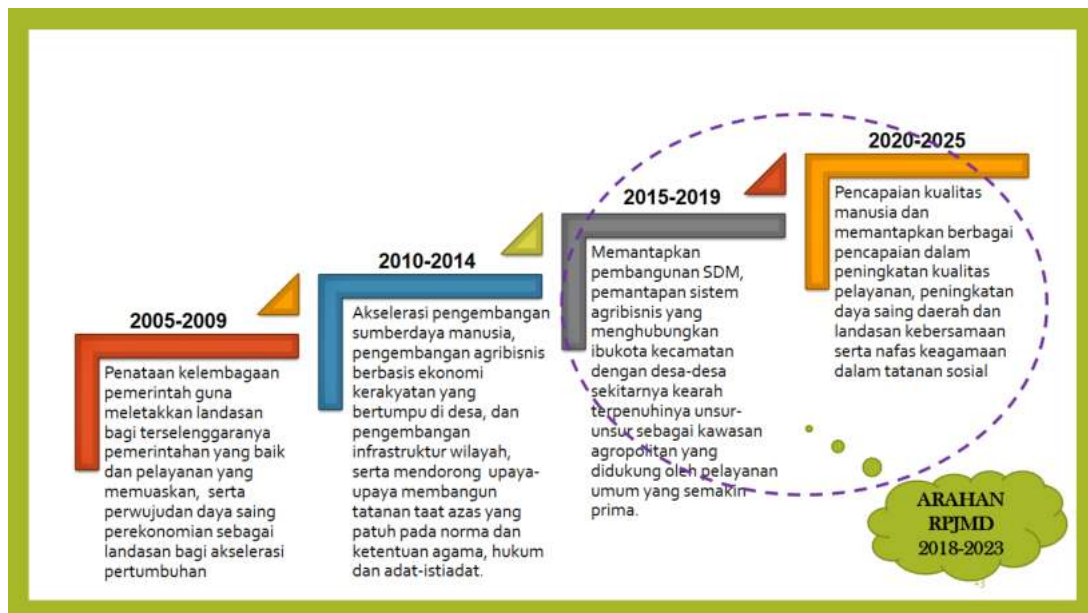 2005-2009
Penataan kelembagaan
pemerintah guna
meletakkan landasan
bagi terselenggaranya
pemerintahan yang baik
dan pelayanan yang
memuaskan, serta
perwujudan daya saing
perekonomian sebagai
landasan bagi akselerasi
pertumbuhan
2010-2014
Akselerasi pengembangan
sumberdaya manusia,
pengembangan agribisnis
berbasis ekonomi
kerakyatan yang
bertumpu di desa, dan
pengembangan
infrastruktur wilayah,
serta mendorong upaya-
upaya membangun
tatanan taat azas yang
patuh pada norma dan
ketentuan agama, hukum
dan adat-istiadat.
2015-2019
Memantapkan
pembangunan SDM,
pemantapan sistem
agribisnis yang
menghubungkan
ibukota kecamatan
dengan desa-desa
sekitarnya kearah
terpenuhinya unsur-
unsur sebagai kawasan
agropolitan yang
didukung oleh pelayanan
umum yang semakin
prima.
2020-2025
Pencapaian kualitas
manusia dan
memantapkan berbagai
pencapaian dalam
peningkatan kualitas
pelayanan, peningkatan
daya saing daerah dan
landasan kebersamaan
serta nafas keagamaan
dalam tatanan sosial
ARAHAN
RPJMD
2018-2023